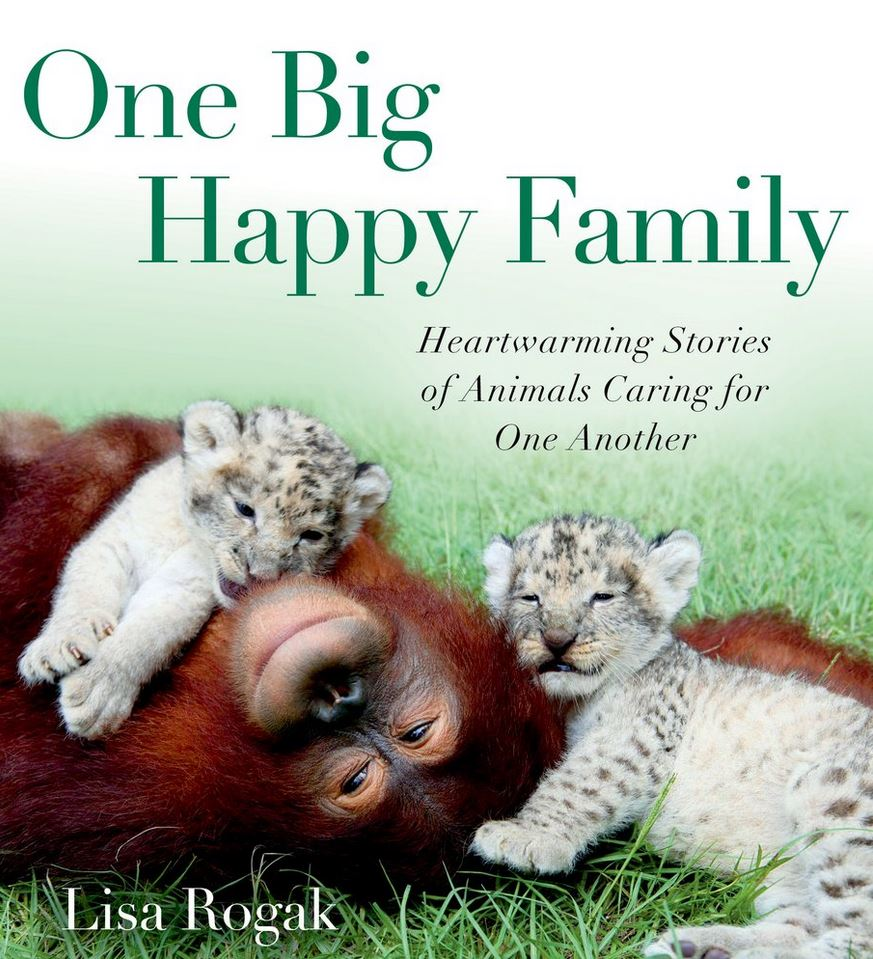 One Big
Happy Family
Heartwarming Stories
of Animals Caring for
One Another
Lisa Rogak